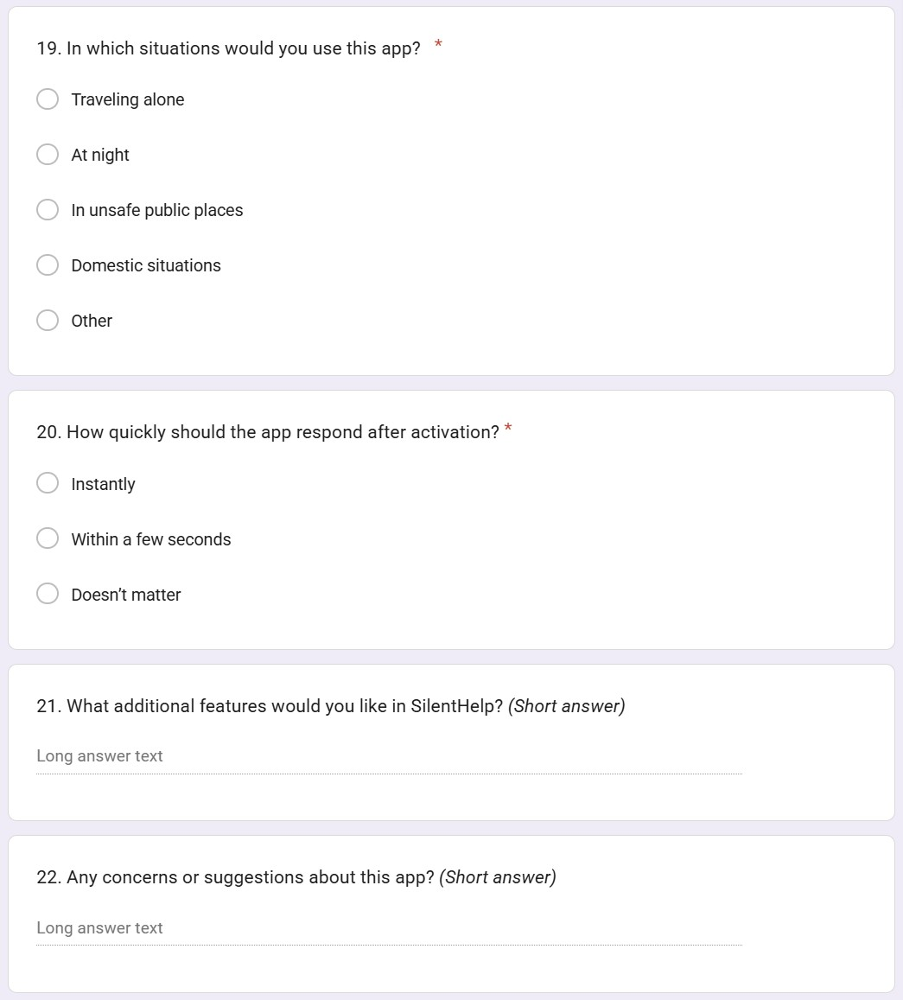 19. In which situations would you use this app? *
Traveling alone
At night
In unsafe public places
Domestic situations
Other
20. How quickly should the app respond after activation? *
Instantly
Within a few seconds
Doesn’t matter
21. What additional features would you like in SilentHelp? (Short answer)
Long answer text
22. Any concerns or suggestions about this app? (Short answer)
Long answer text